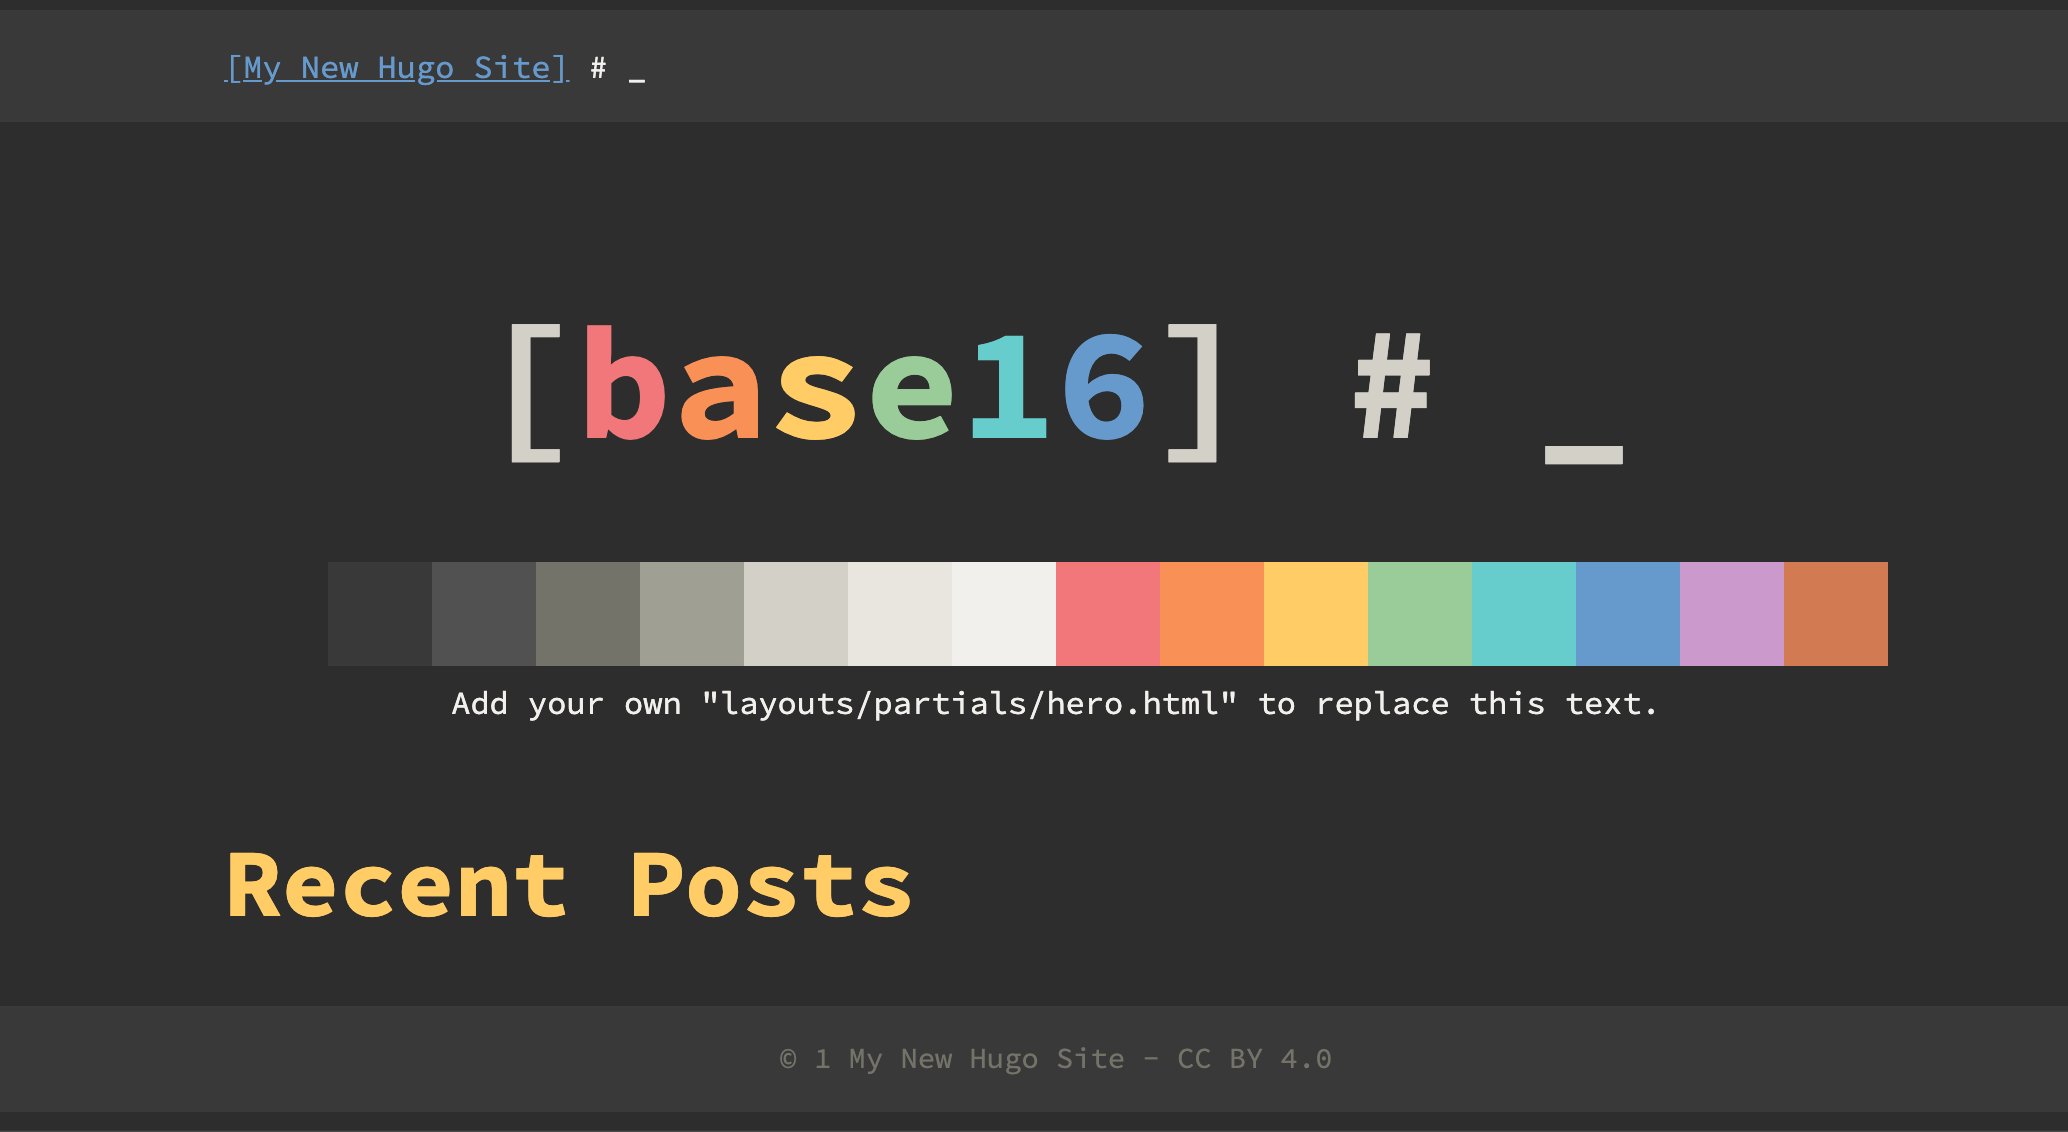 [My New Hugo Site] # _
[base16] # _
Add your own "layouts/partials/hero.html" to replace this text.
Recent Posts
© 1 My New Hugo Site - CC BY 4.0